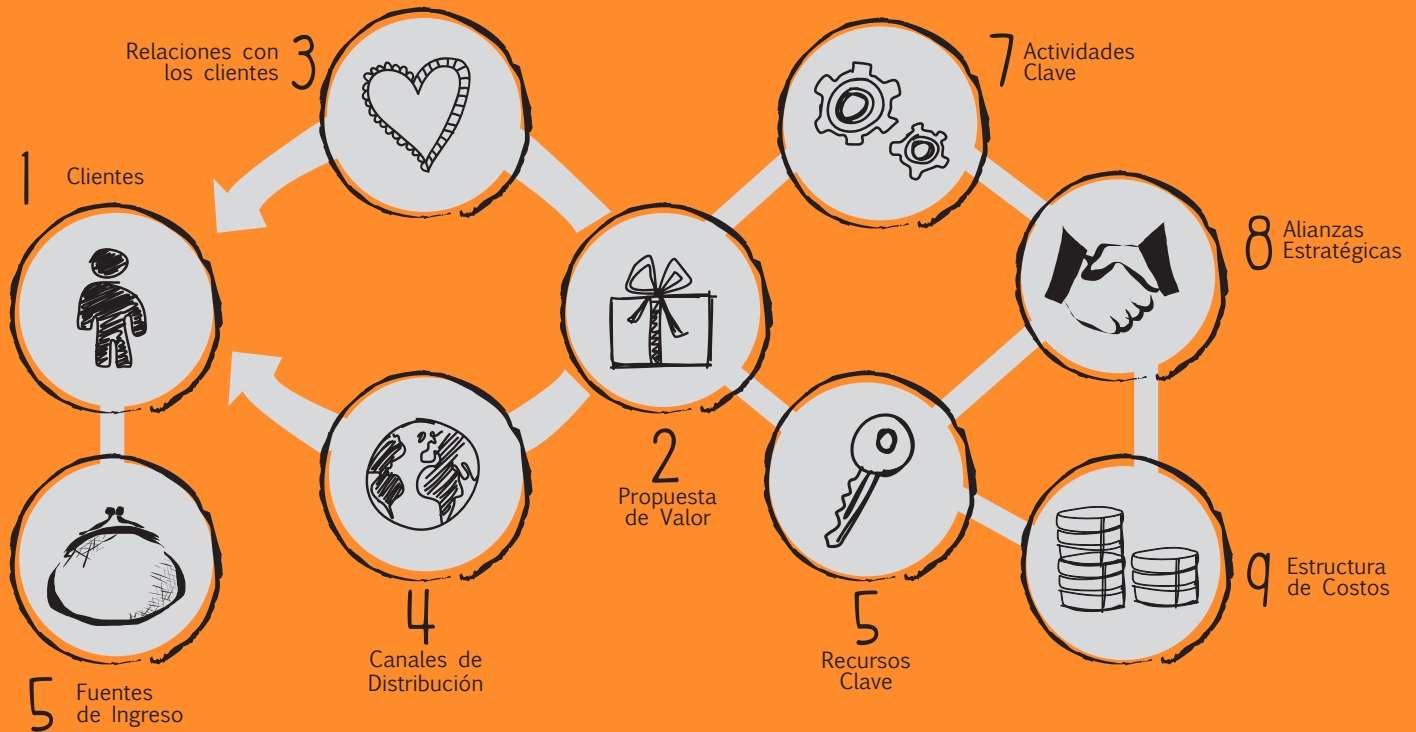 3
Relaciones con
los clientes
7
Actividades
Clave
1
Clientes
8
Alianzas
Estratégicas
2
Propuesta
de Valor
9
Estructura
de Costos
4
Canales de
Distribución
5
Recursos
Clave
5
Fuentes
de Ingreso